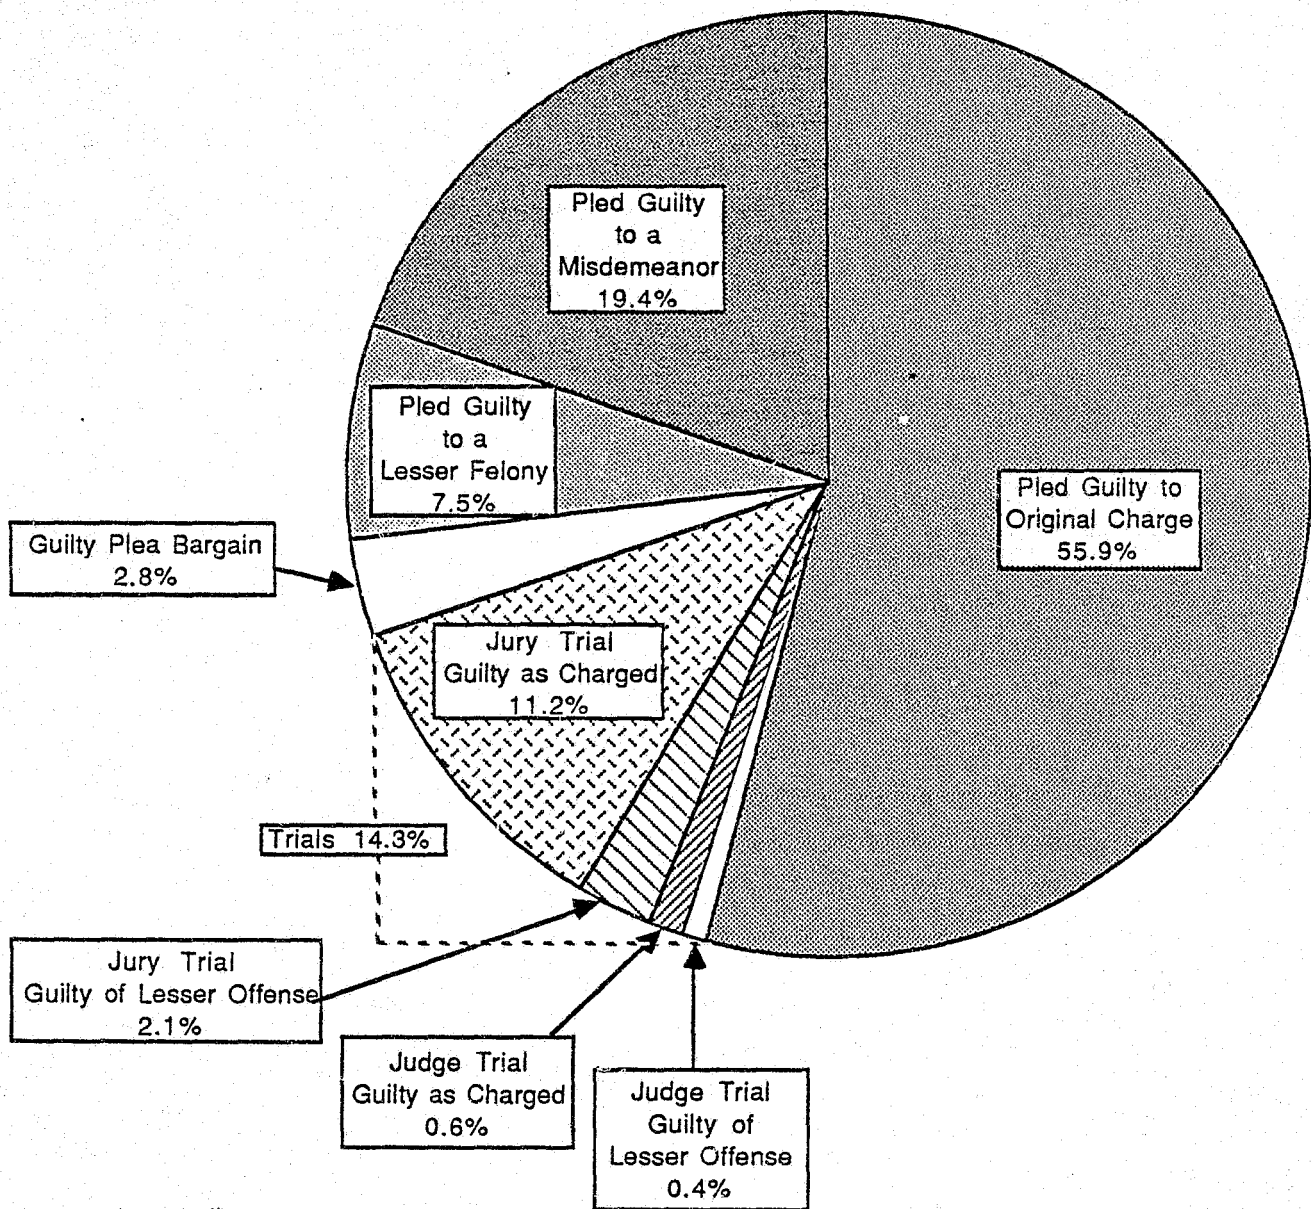 Pled Guilty
to a
Misdemeanor
19.4%
Pled Guilty
to a
Lesser Felony
7.5%
Pled Guilty to
Original Charge
55.9%
Guilty Plea Bargain
2.8%
Jury Trial
Guilty as Charged
11.2%
Trials 14.3%
Jury Trial
Guilty of Lesser Offense
2.1%
Judge Trial
Guilty as Charged
0.6%
Judge Trial
Guilty of
Lesser Offense
0.4%